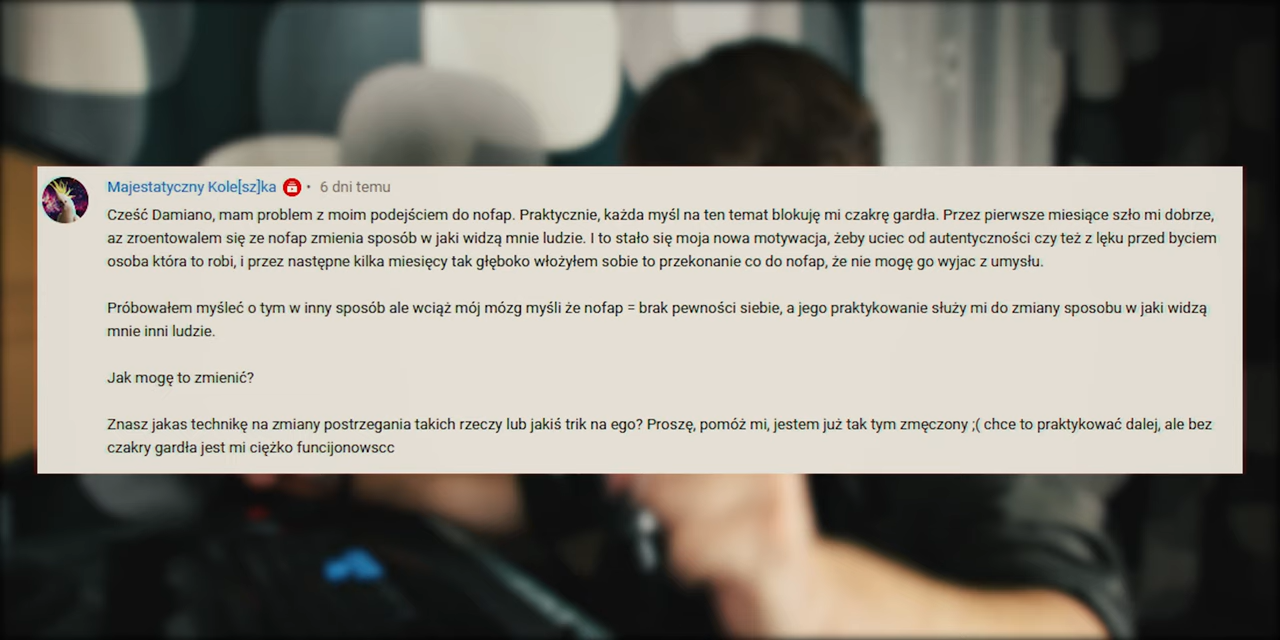 Majestatyczny Kole[sz]ka • 6 dni temu
Cześć Damiano, mam problem z moim podejściem do nofap. Praktycznie, każda myśl na ten temat blokuję mi czakrę gardła. Przez pierwsze miesiące szło mi dobrze,
az zroentowalem się ze nofap zmienia sposób w jaki widzą mnie ludzie. I to stało się moja nowa motywacja, żeby uciec od autentyczności czy też z lęku przed byciem
osoba która to robi, i przez następne kilka miesięcy tak głęboko włożyłem sobie to przekonanie co do nofap, że nie mogę go wyjac z umysłu.
Próbowałem myśleć o tym w inny sposób ale wciąż mój mózg myśli że nofap = brak pewności siebie, a jego praktykowanie służy mi do zmiany sposobu w jaki widzą
mnie inni ludzie.
Jak mogę to zmienić?
Znasz jakas technikę na zmiany postrzegania takich rzeczy lub jakiś trik na ego? Proszę, pomóż mi, jestem już tak tym zmęczony ;( chce to praktykować dalej, ale bez
czakry gardła jest mi ciężko funcijonowscc